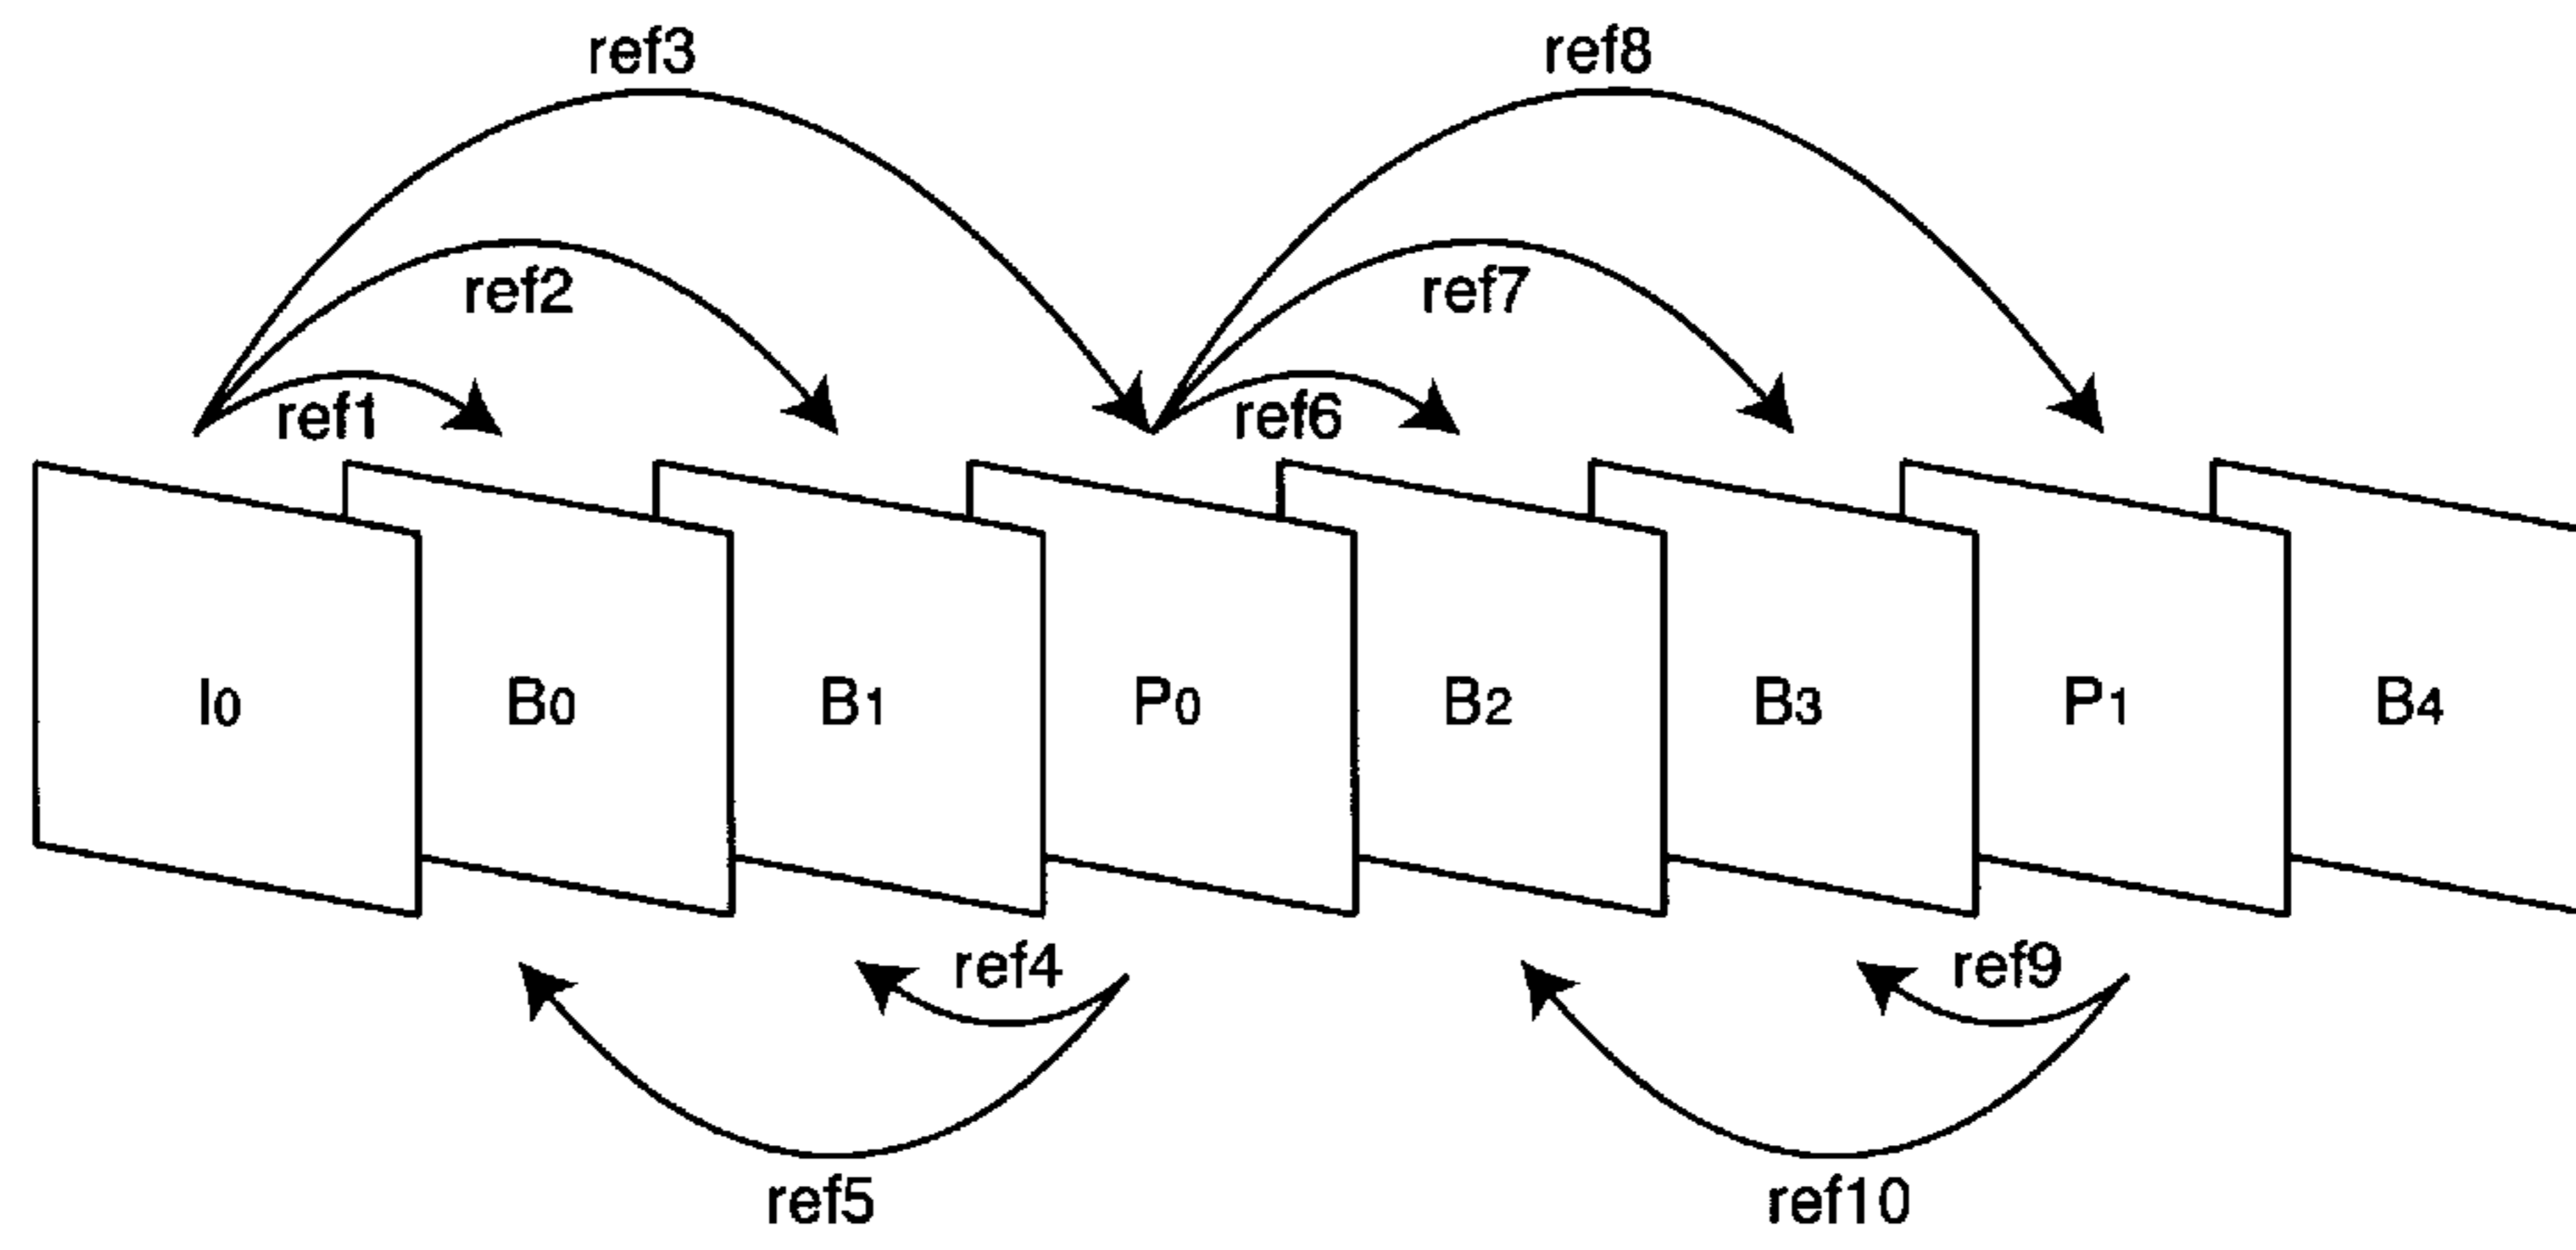 ref3 ref8
ref2 ref7
ref1 ref6
I0 B0 B1 P0 B2 B3 P1 B4
ref4 ref9
ref5 ref10